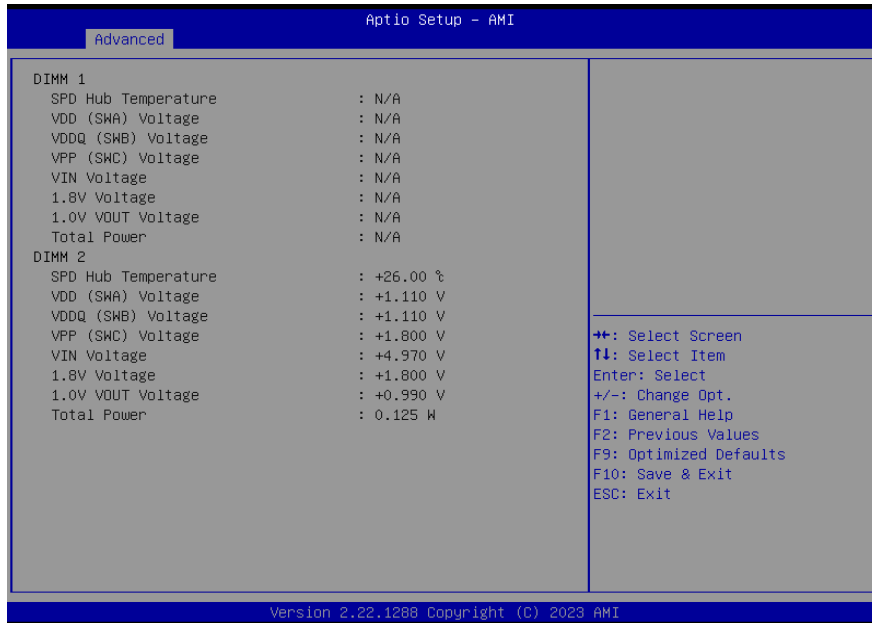 Aptio Setup - AMI
Advanced
DIMM 1
SPD Hub Temperature : N/A
VDD (SWA) Voltage : N/A
VDDQ (SWB) Voltage : N/A
VPP (SWC) Voltage : N/A
VIN Voltage : N/A
1.8V Voltage : N/A
1.0V VOUT Voltage : N/A
Total Power : N/A
DIMM 2
SPD Hub Temperature : +26.00 ℃
VDD (SWA) Voltage : +1.110 V
VDDQ (SWB) Voltage : +1.110 V
VPP (SWC) Voltage : +1.800 V
VIN Voltage : +4.970 V
1.8V Voltage : +1.800 V
1.0V VOUT Voltage : +0.990 V
Total Power : 0.125 W
→←: Select Screen
↑↓: Select Item
Enter: Select
+/-: Change Opt.
F1: General Help
F2: Previous Values
F9: Optimized Defaults
F10: Save & Exit
ESC: Exit
Version 2.22.1288 Copyright (C) 2023 AMI